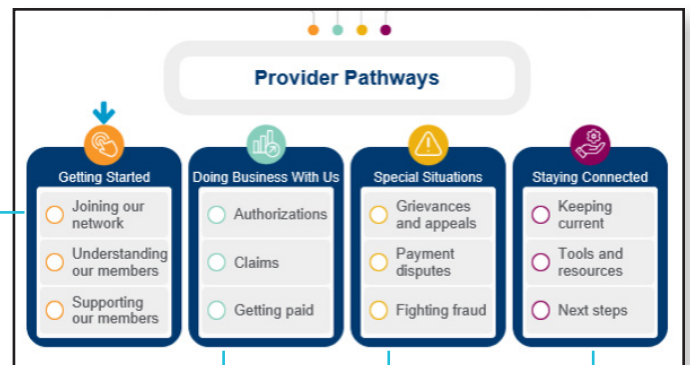 Provider Pathways
Getting Started
Joining our
network
Understanding
our members
Supporting
our members
Doing Business With Us
Authorizations
Claims
Getting paid
Special Situations
Grievances
and appeals
Payment
disputes
Fighting fraud
Staying Connected
Keeping
current
Tools and
resources
Next steps